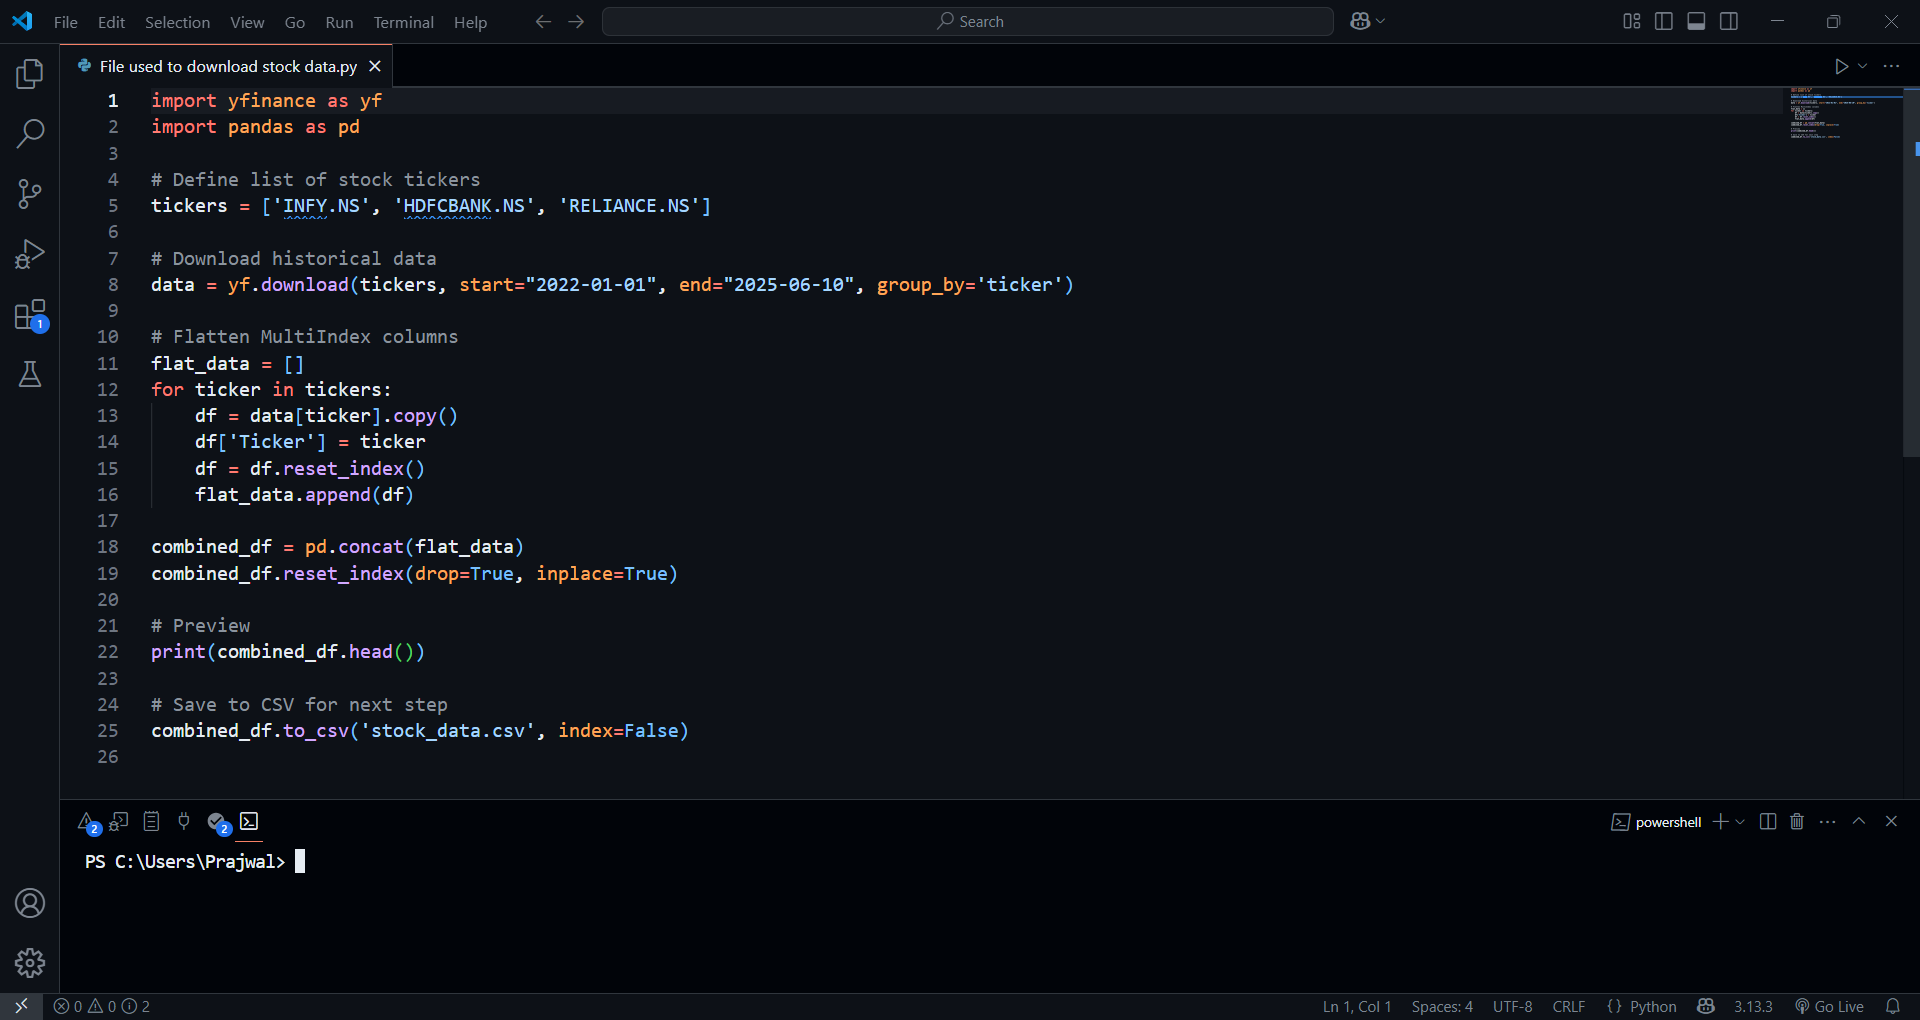 File Edit Selection View Go Run Terminal Help Search
File used to download stock data.py
1 import yfinance as yf
2 import pandas as pd
3
4 # Define list of stock tickers
5 tickers = ['INFY.NS', 'HDFCBANK.NS', 'RELIANCE.NS']
6
7 # Download historical data
8 data = yf.download(tickers, start="2022-01-01", end="2025-06-10", group_by='ticker')
9
10 # Flatten MultiIndex columns
11 flat_data = []
12 for ticker in tickers:
13     df = data[ticker].copy()
14     df['Ticker'] = ticker
15     df = df.reset_index()
16     flat_data.append(df)
17
18 combined_df = pd.concat(flat_data)
19 combined_df.reset_index(drop=True, inplace=True)
20
21 # Preview
22 print(combined_df.head())
23
24 # Save to CSV for next step
25 combined_df.to_csv('stock_data.csv', index=False)
26
1
2 2 powershell
PS C:\Users\Prajwal>
0 0 2 Ln 1, Col 1 Spaces: 4 UTF-8 CRLF {} Python 3.13.3 Go Live